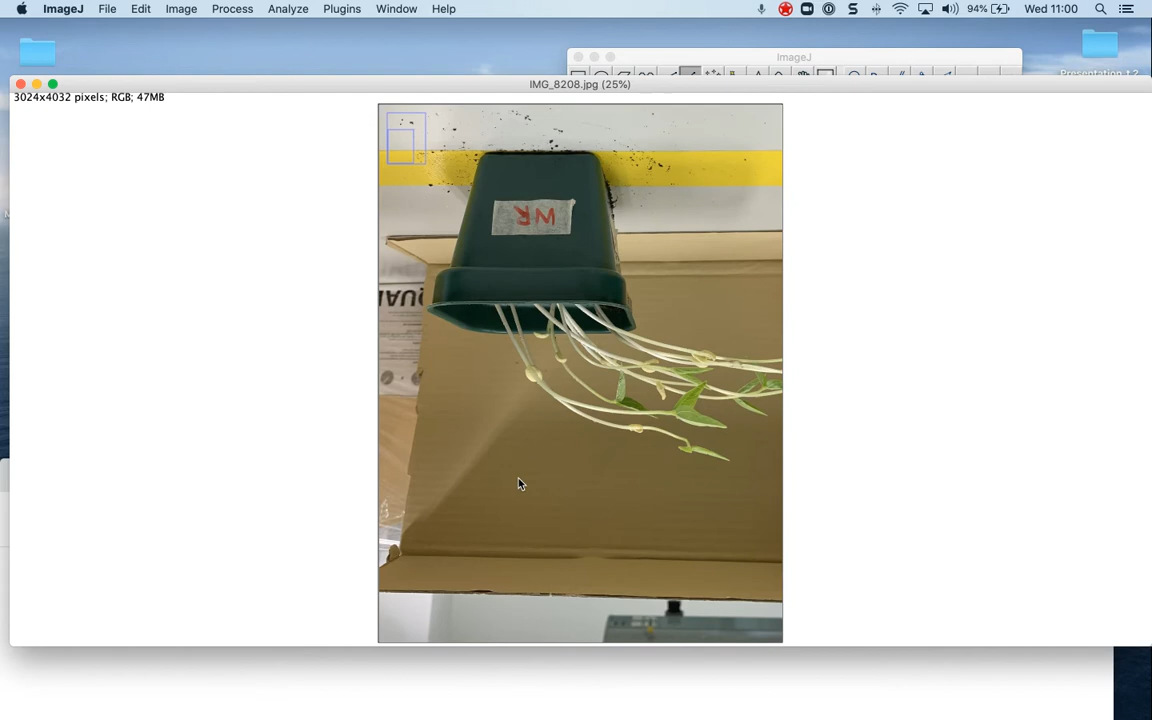 ImageJ File Edit Image Process Analyze Plugins Window Help 94% Wed 11:00
ImageJ
IMG_8208.jpg (25%)
3024x4032 pixels; RGB; 47MB
WR